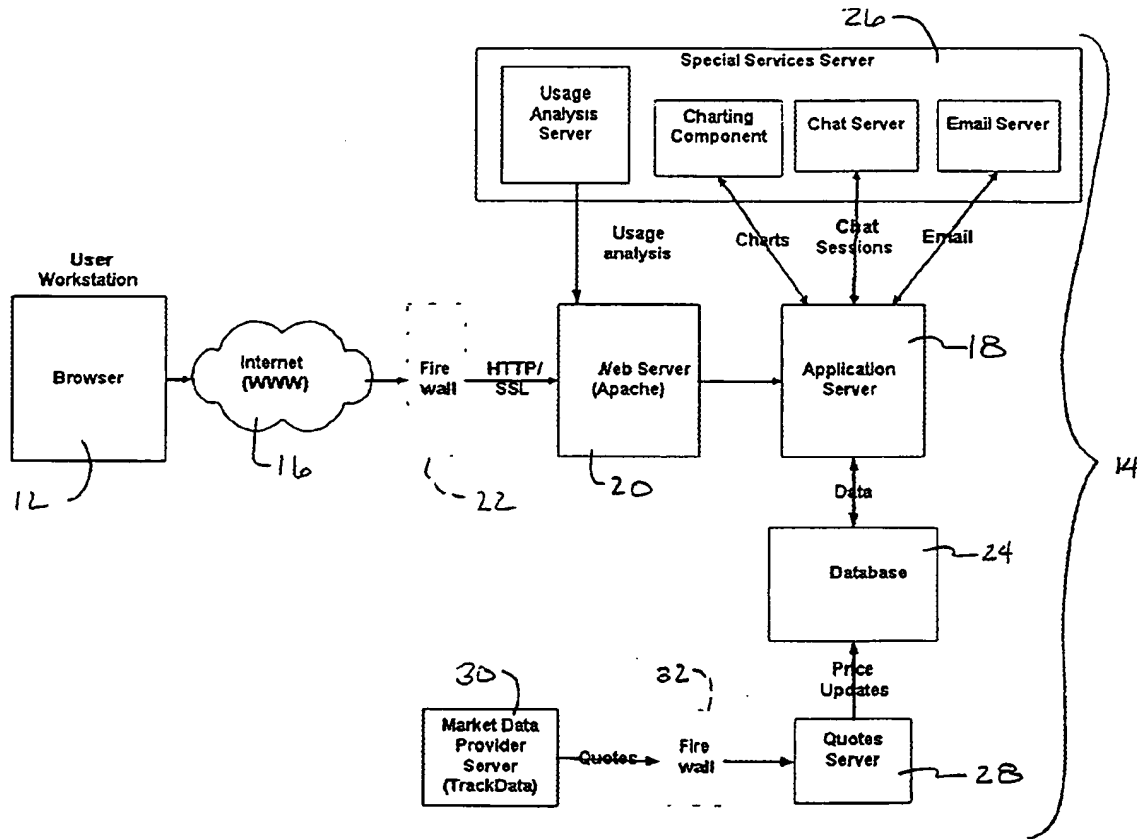 26
Special Services Server
Usage
Analysis
Server
Charting
Component
Chat Server
Email Server
Usage
analysis
Charts
Chat
Sessions
Email
User
Workstation
Browser
12
Internet
(WWW)
16
Fire
wall
22
HTTP/
SSL
Web Server
(Apache)
20
Application
Server
18
14
Data
Database
24
Price
Updates
30
Market Data
Provider
Server
(TrackData)
Quotes
32
Fire
wall
Quotes
Server
28